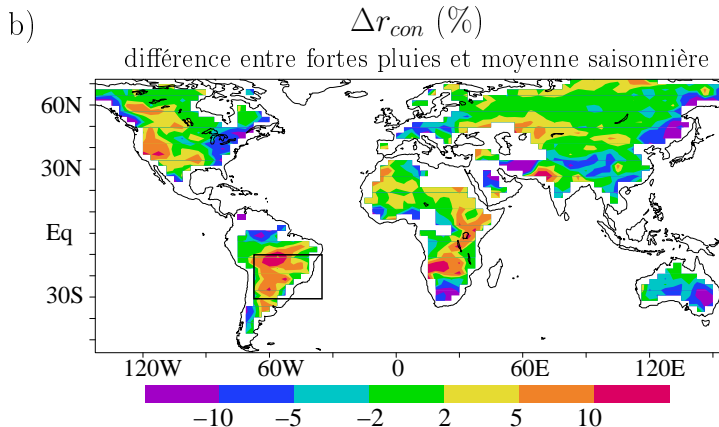 b)
Δr_con (%)
différence entre fortes pluies et moyenne saisonnière
60N
30N
Eq
30S
120W 60W 0 60E 120E
−10 −5 −2 2 5 10